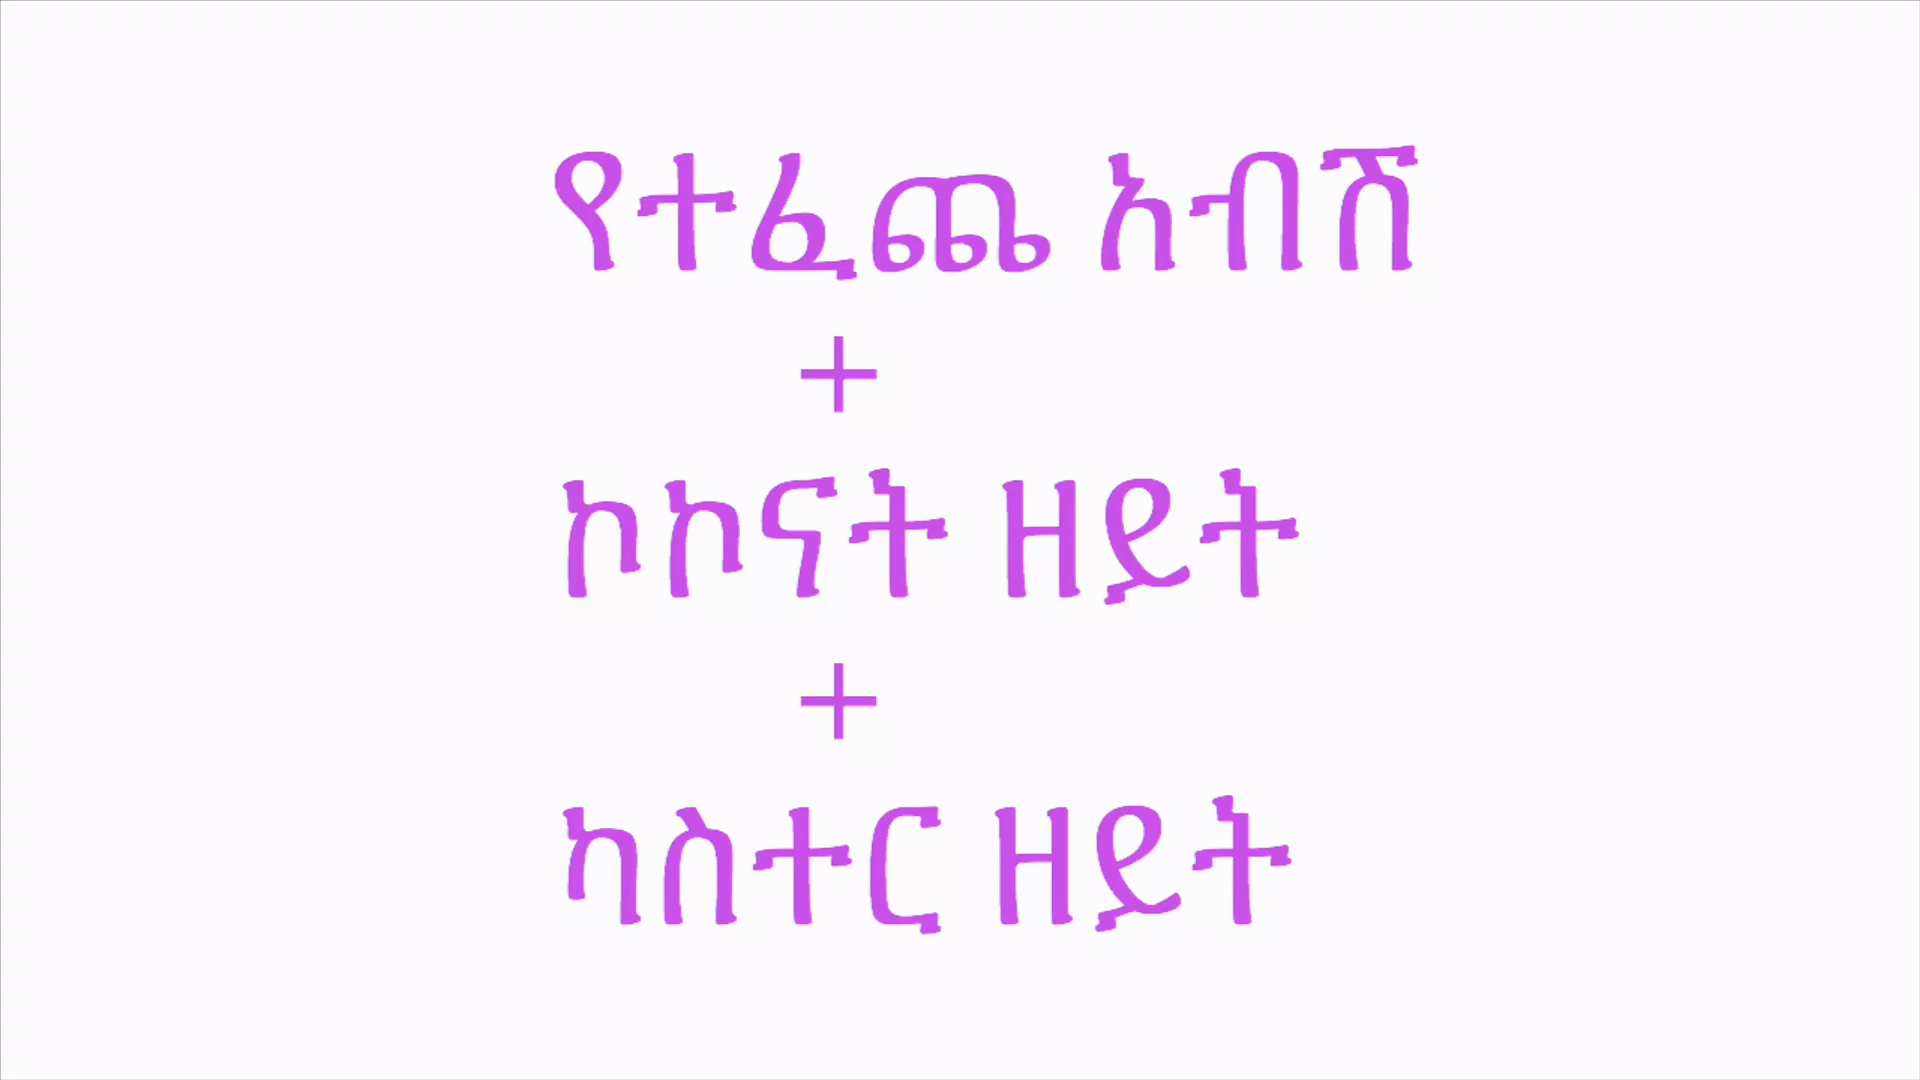 የተፈጨ አብሽ
+
ኮኮናት ዘይት
+
ካስተር ዘይት